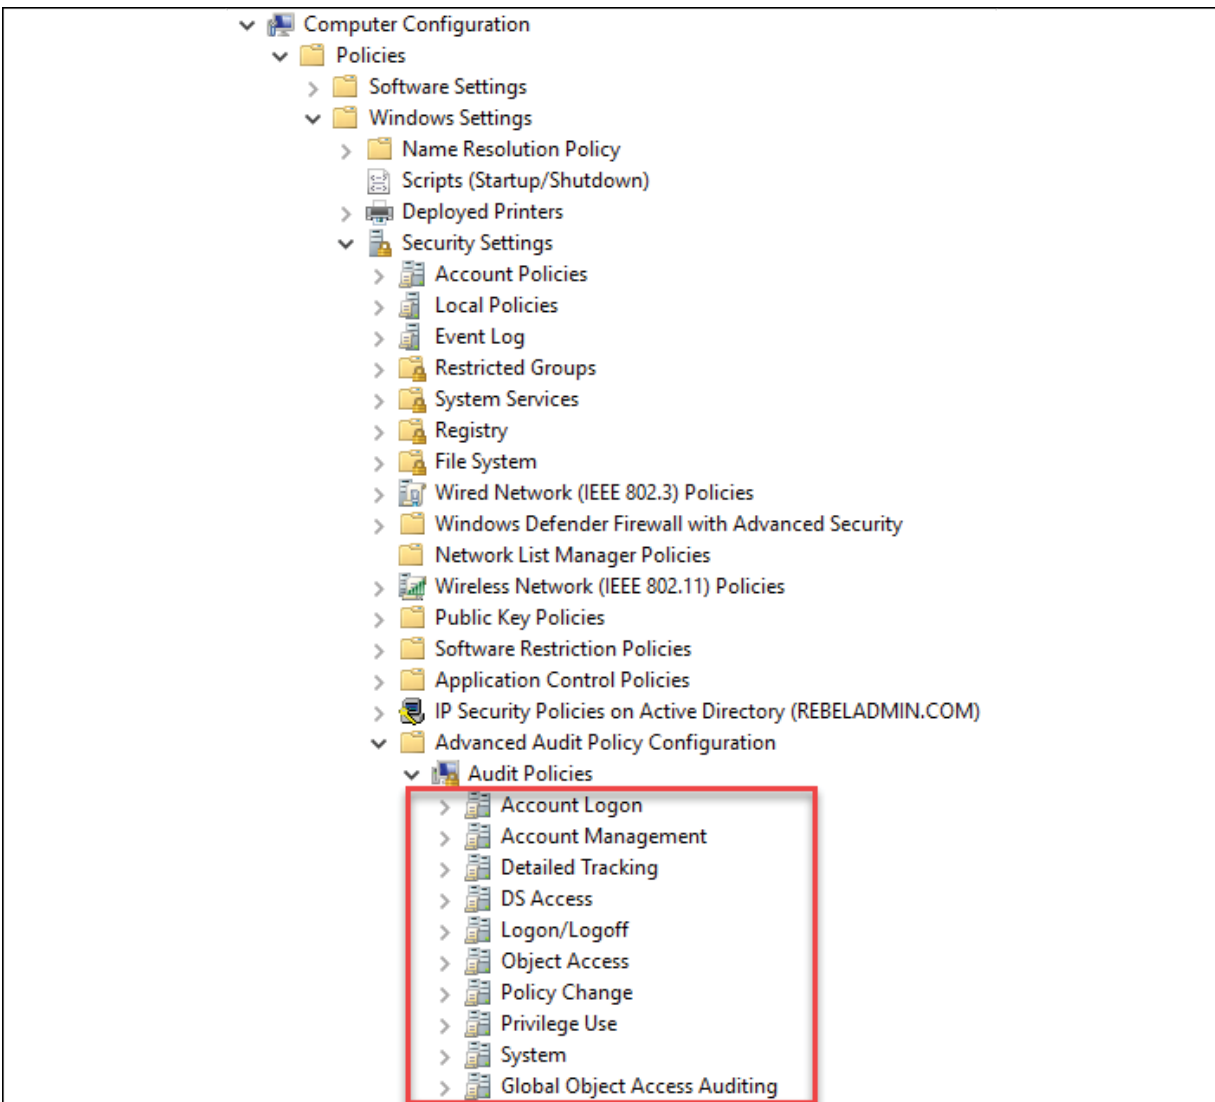 Computer Configuration
Policies
Software Settings
Windows Settings
Name Resolution Policy
Scripts (Startup/Shutdown)
Deployed Printers
Security Settings
Account Policies
Local Policies
Event Log
Restricted Groups
System Services
Registry
File System
Wired Network (IEEE 802.3) Policies
Windows Defender Firewall with Advanced Security
Network List Manager Policies
Wireless Network (IEEE 802.11) Policies
Public Key Policies
Software Restriction Policies
Application Control Policies
IP Security Policies on Active Directory (REBELADMIN.COM)
Advanced Audit Policy Configuration
Audit Policies
Account Logon
Account Management
Detailed Tracking
DS Access
Logon/Logoff
Object Access
Policy Change
Privilege Use
System
Global Object Access Auditing